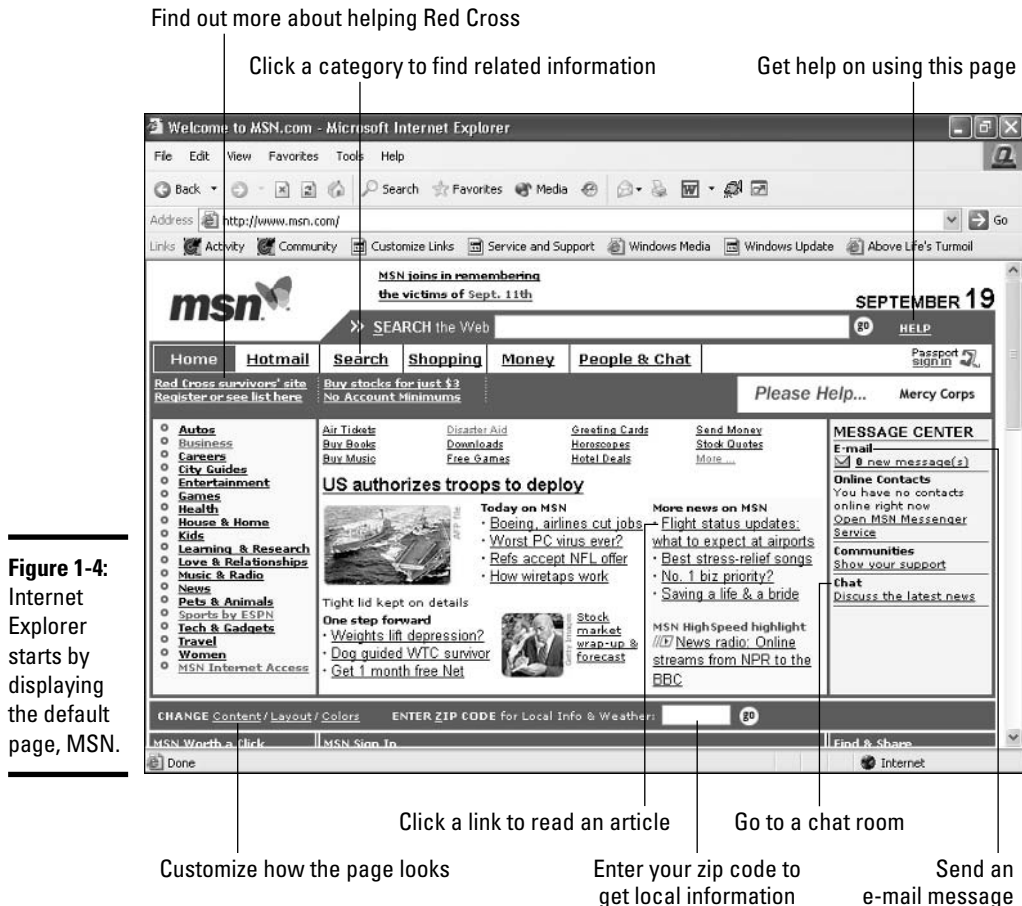 Find out more about helping Red Cross
Click a category to find related information
Get help on using this page
Welcome to MSN.com - Microsoft Internet Explorer
File Edit View Favorites Tools Help
Back Search Favorites Media
Address http://www.msn.com/ Go
Links Activity Community Customize Links Service and Support Windows Media Windows Update Above Life's Turmoil
msn
MSN joins in remembering
the victims of Sept. 11th
SEPTEMBER 19
>> SEARCH the Web go HELP
Home Hotmail Search Shopping Money People & Chat Passport sign in
Red Cross survivors' site
Register or see list here
Buy stocks for just $3
No Account Minimums
Please Help... Mercy Corps
Autos
Business
Careers
City Guides
Entertainment
Games
Health
House & Home
Kids
Learning & Research
Love & Relationships
Music & Radio
News
Pets & Animals
Sports by ESPN
Tech & Gadgets
Travel
Women
MSN Internet Access
Air Tickets Disaster Aid Greeting Cards Send Money
Buy Books Downloads Horoscopes Stock Quotes
Buy Music Free Games Hotel Deals More ...
US authorizes troops to deploy
AFP file
Today on MSN
· Boeing, airlines cut jobs
· Worst PC virus ever?
· Refs accept NFL offer
· How wiretaps work
Tight lid kept on details
One step forward
· Weights lift depression?
· Dog guided WTC survivor
· Get 1 month free Net
Getty Images
Stock
market
wrap-up &
forecast
More news on MSN
· Flight status updates:
what to expect at airports
· Best stress-relief songs
· No. 1 biz priority?
· Saving a life & a bride
MSN HighSpeed highlight
News radio: Online
streams from NPR to the
BBC
MESSAGE CENTER
E-mail
0 new message(s)
Online Contacts
You have no contacts
online right now
Open MSN Messenger
Service
Communities
Show your support
Chat
Discuss the latest news
CHANGE Content / Layout / Colors ENTER ZIP CODE for Local Info & Weather: go
MSN Worth a Click MSN Sign In Find & Share
Done Internet
Figure 1-4:
Internet
Explorer
starts by
displaying
the default
page, MSN.
Click a link to read an article
Go to a chat room
Customize how the page looks
Enter your zip code to
get local information
Send an
e-mail message